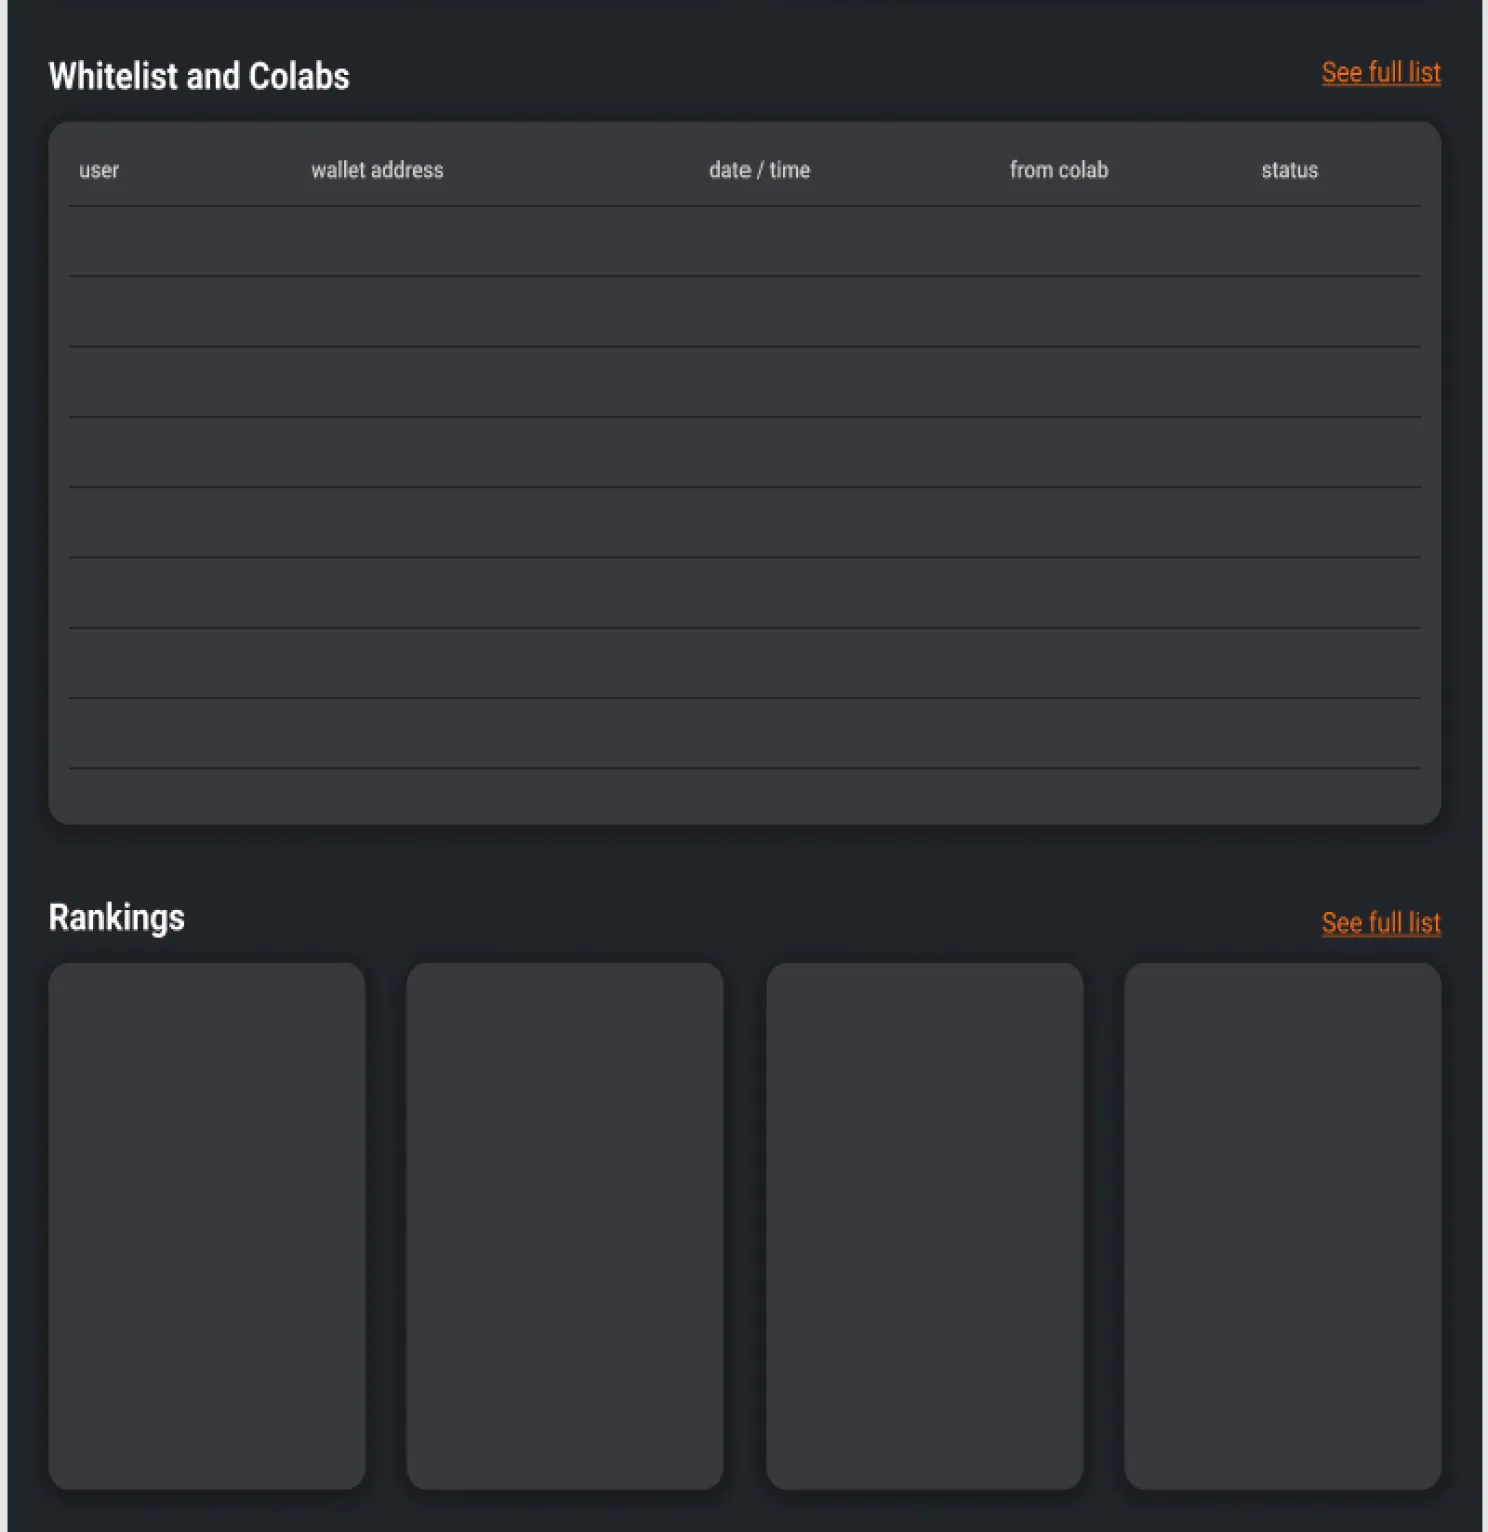 Whitelist and Colabs
See full list
user wallet address date / time from colab status
Rankings
See full list